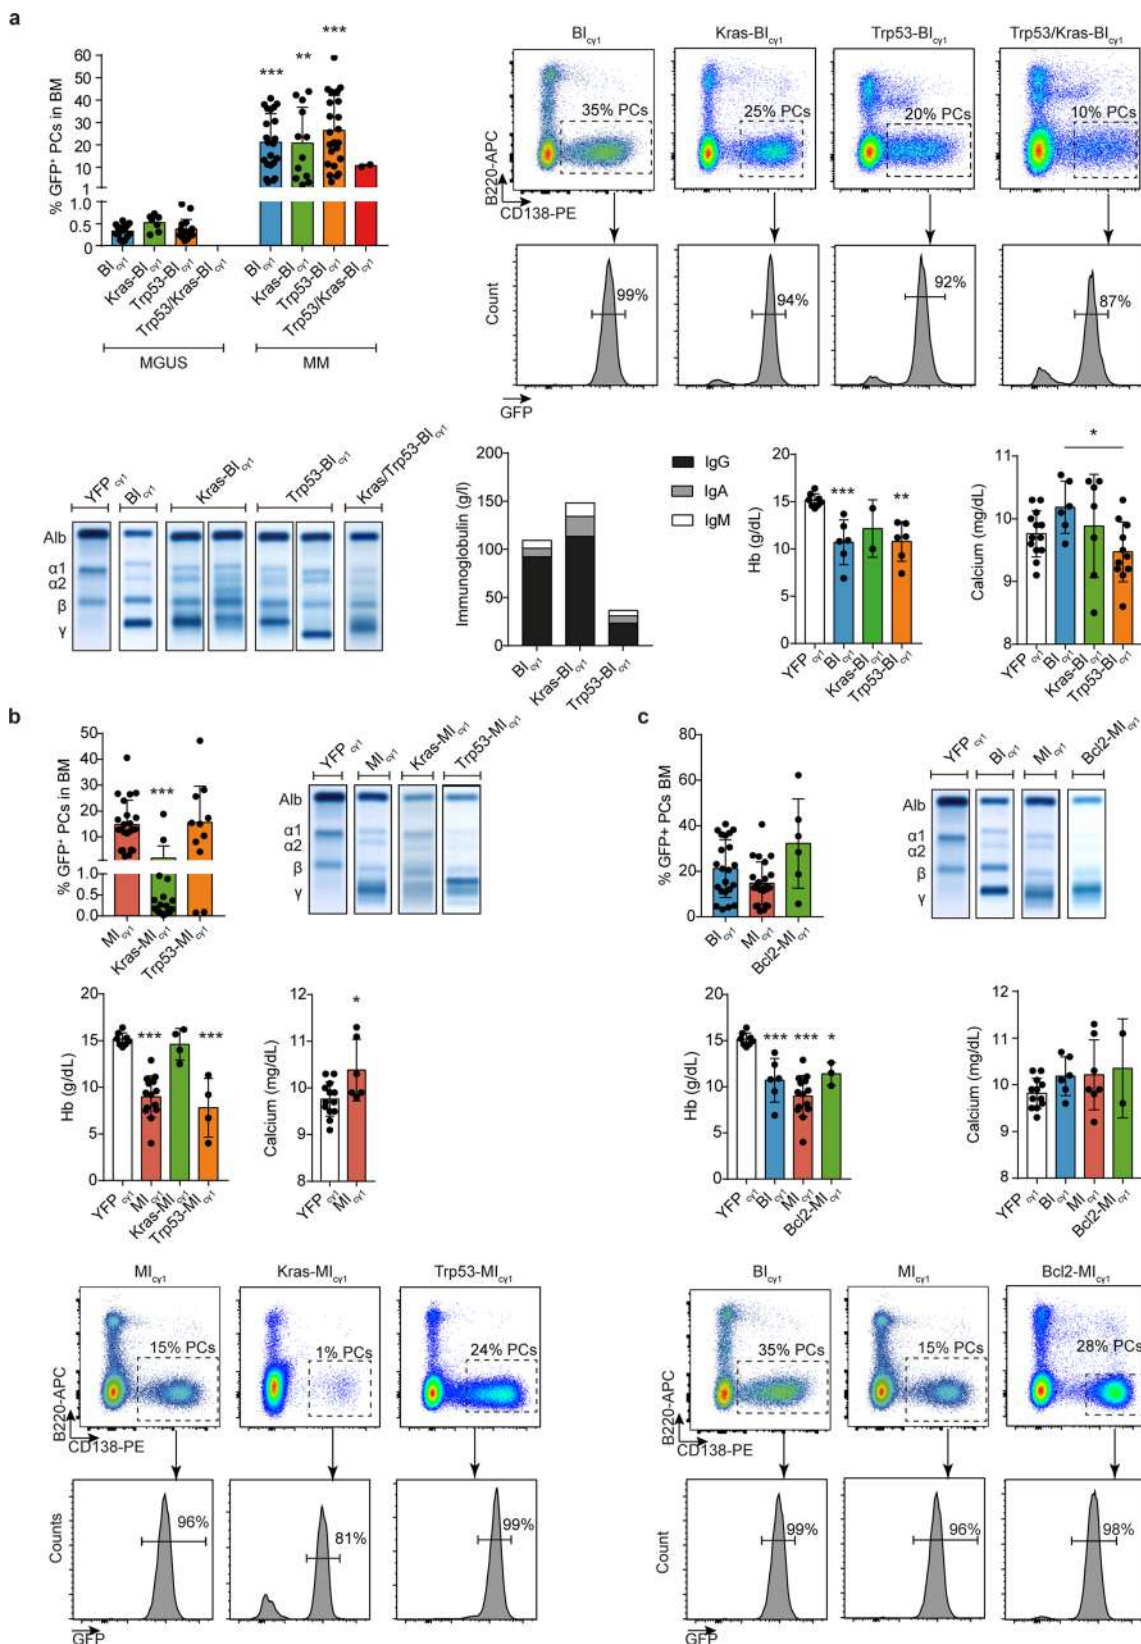 a
% GFP⁺ PCs in BM
60
50
40
30
20
10
1
1.0
0.5
0
***
**
***
BIcγ1
Kras-BIcγ1
Trp53-BIcγ1
Trp53/Kras-BIcγ1
BIcγ1
Kras-BIcγ1
Trp53-BIcγ1
Trp53/Kras-BIcγ1
MGUS
MM
BIcγ1
Kras-BIcγ1
Trp53-BIcγ1
Trp53/Kras-BIcγ1
35% PCs
25% PCs
20% PCs
10% PCs
B220-APC
CD138-PE
Count
99%
94%
92%
87%
GFP
YFPcγ1
BIcγ1
Kras-BIcγ1
Trp53-BIcγ1
Kras/Trp53-BIcγ1
Alb
α1
α2
β
γ
Immunoglobulin (g/l)
200
150
100
50
0
BIcγ1
Kras-BIcγ1
Trp53-BIcγ1
IgG
IgA
IgM
Hb (g/dL)
20
15
10
5
0
***
**
YFPcγ1
BIcγ1
Kras-BIcγ1
Trp53-BIcγ1
Calcium (mg/dL)
11
10
9
8
*
YFPcγ1
BIcγ1
Kras-BIcγ1
Trp53-BIcγ1
b
% GFP⁺ PCs in BM
50
40
30
20
10
1.0
0.5
0.0
***
MIcγ1
Kras-MIcγ1
Trp53-MIcγ1
YFPcγ1
MIcγ1
Kras-MIcγ1
Trp53-MIcγ1
Alb
α1
α2
β
γ
Hb (g/dL)
20
15
10
5
0
***
***
YFPcγ1
MIcγ1
Kras-MIcγ1
Trp53-MIcγ1
Calcium (mg/dL)
12
11
10
9
8
*
YFPcγ1
MIcγ1
MIcγ1
Kras-MIcγ1
Trp53-MIcγ1
15% PCs
1% PCs
24% PCs
B220-APC
CD138-PE
Counts
96%
81%
99%
GFP
c
% GFP+ PCs BM
80
60
40
20
0
BIcγ1
MIcγ1
Bcl2-MIcγ1
YFPcγ1
BIcγ1
MIcγ1
Bcl2-MIcγ1
Alb
α1
α2
β
γ
Hb (g/dL)
20
15
10
5
0
***
***
*
YFPcγ1
BIcγ1
MIcγ1
Bcl2-MIcγ1
Calcium (mg/dL)
12
11
10
9
8
YFPcγ1
BIcγ1
MIcγ1
Bcl2-MIcγ1
BIcγ1
MIcγ1
Bcl2-MIcγ1
35% PCs
15% PCs
28% PCs
B220-APC
CD138-PE
Count
99%
96%
98%
GFP